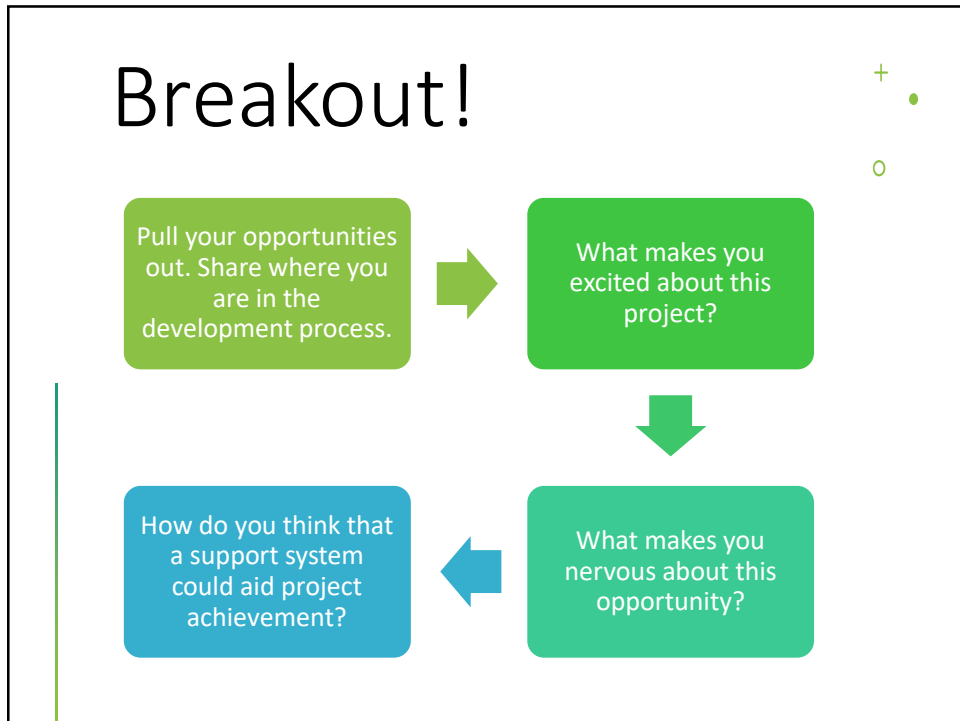 Breakout!
Pull your opportunities
out. Share where you
are in the
development process.
What makes you
excited about this
project?
What makes you
nervous about this
opportunity?
How do you think that
a support system
could aid project
achievement?